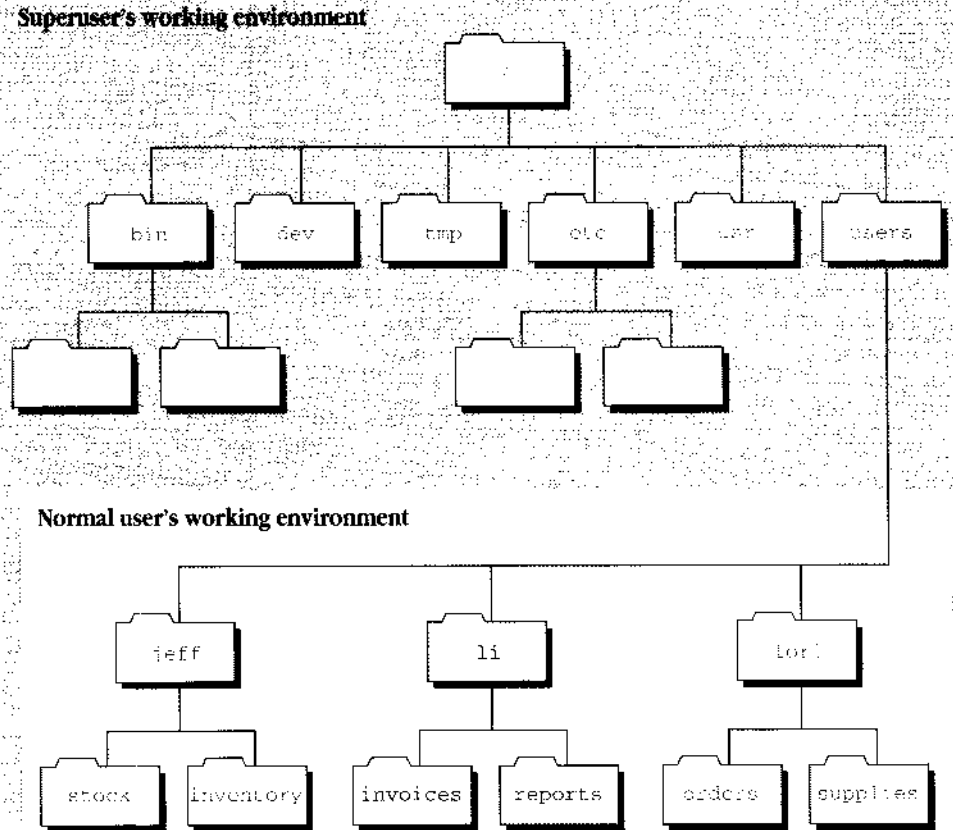 Superuser's working environment
/
bin dev tmp etc usr users
Normal user's working environment
jeff li lori
stock inventory invoices reports orders supplies